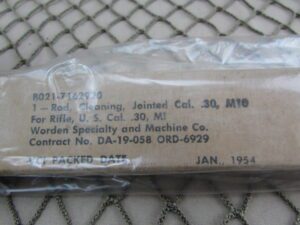 B021-7162920
1 - Rod, Cleaning, Jointed Cal. .30, M10
For Rifle, U. S. Cal. .30, M1
Worden Specialty and Machine Co.
Contract No. DA-19-058 ORD-6929
PACKED DATE JAN., 1954